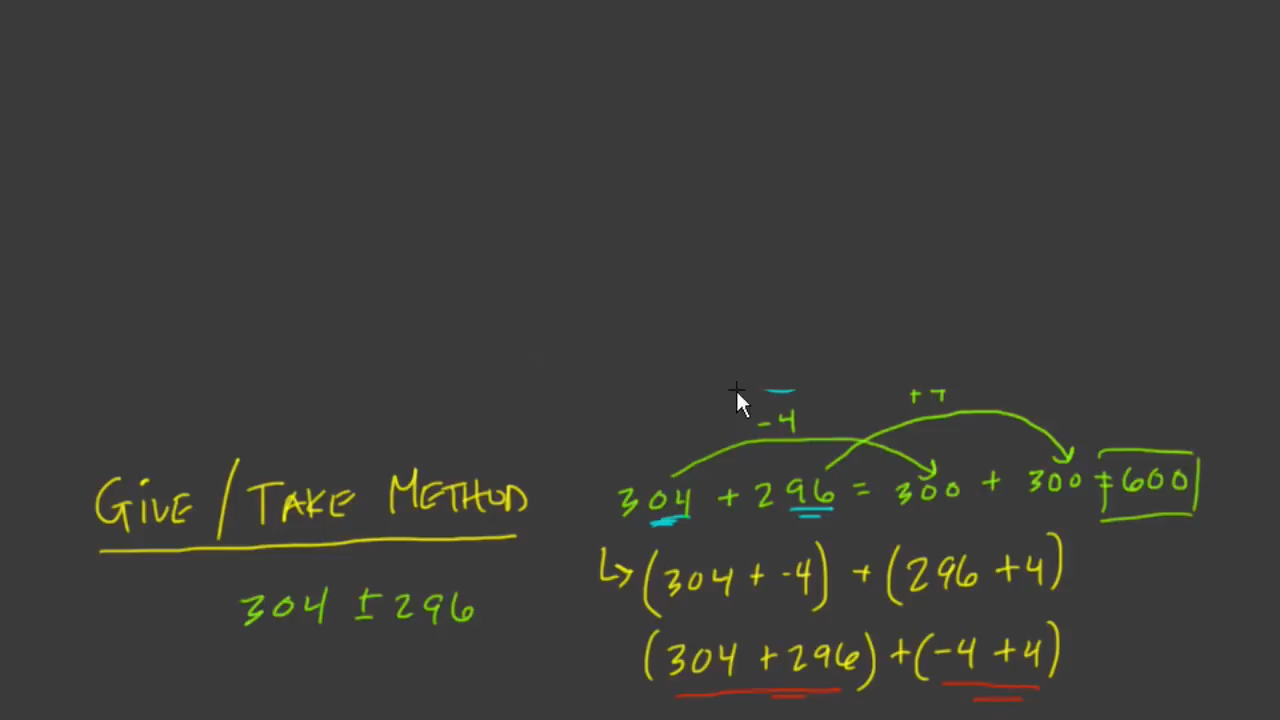 -4
GIVE / TAKE METHOD
304 + 296 = 300 + 300 = 600
↳ (304 + -4) + (296 + 4)
304 ± 296
(304 + 296) + (-4 + 4)